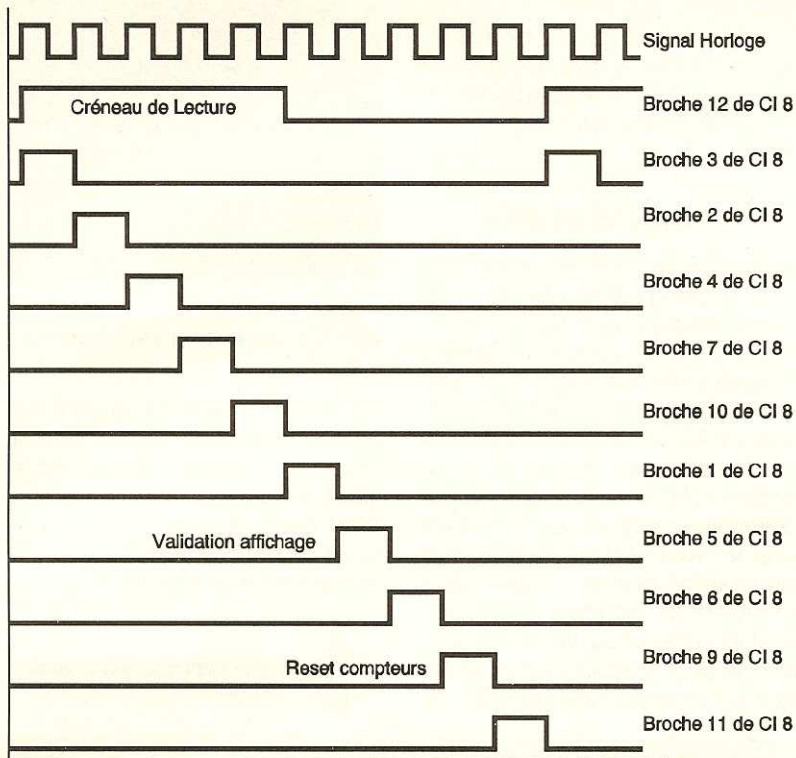 Signal Horloge
Créneau de Lecture
Broche 12 de CI 8
Broche 3 de CI 8
Broche 2 de CI 8
Broche 4 de CI 8
Broche 7 de CI 8
Broche 10 de CI 8
Broche 1 de CI 8
Validation affichage
Broche 5 de CI 8
Broche 6 de CI 8
Reset compteurs
Broche 9 de CI 8
Broche 11 de CI 8